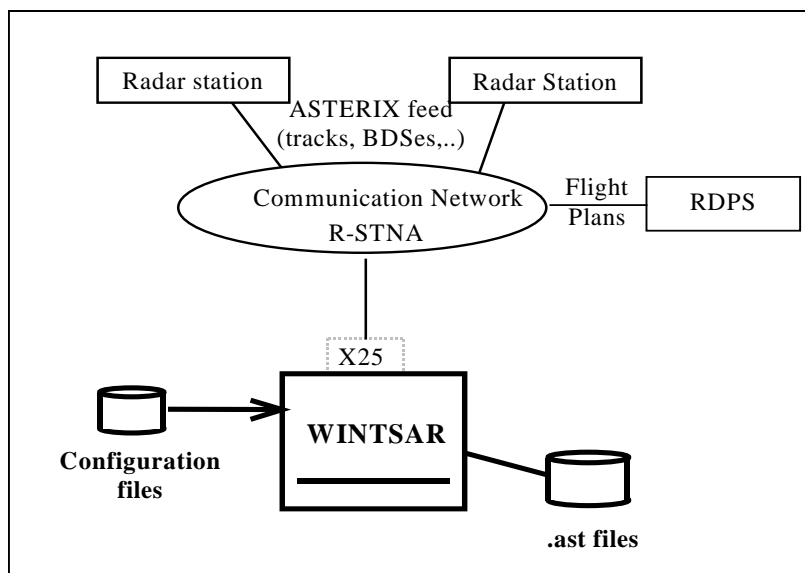 Radar station
Radar Station
ASTERIX feed
(tracks, BDSes,..)
Communication Network
R-STNA
Flight
Plans
RDPS
X25
WINTSAR
Configuration
files
.ast files